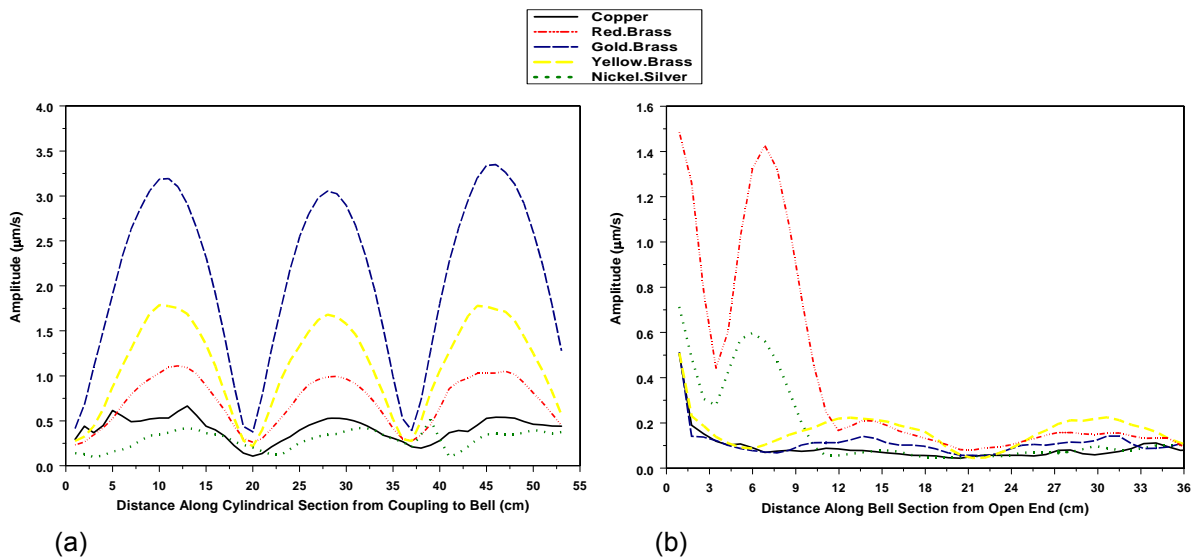 Copper
Red.Brass
Gold.Brass
Yellow.Brass
Nickel.Silver
4.0
3.5
3.0
2.5
2.0
1.5
1.0
0.5
0.0
Amplitude (µm/s)
0 5 10 15 20 25 30 35 40 45 50 55
Distance Along Cylindrical Section from Coupling to Bell (cm)
(a)
1.6
1.4
1.2
1.0
0.8
0.6
0.4
0.2
0.0
Amplitude (µm/s)
0 3 6 9 12 15 18 21 24 27 30 33 36
Distance Along Bell Section from Open End (cm)
(b)